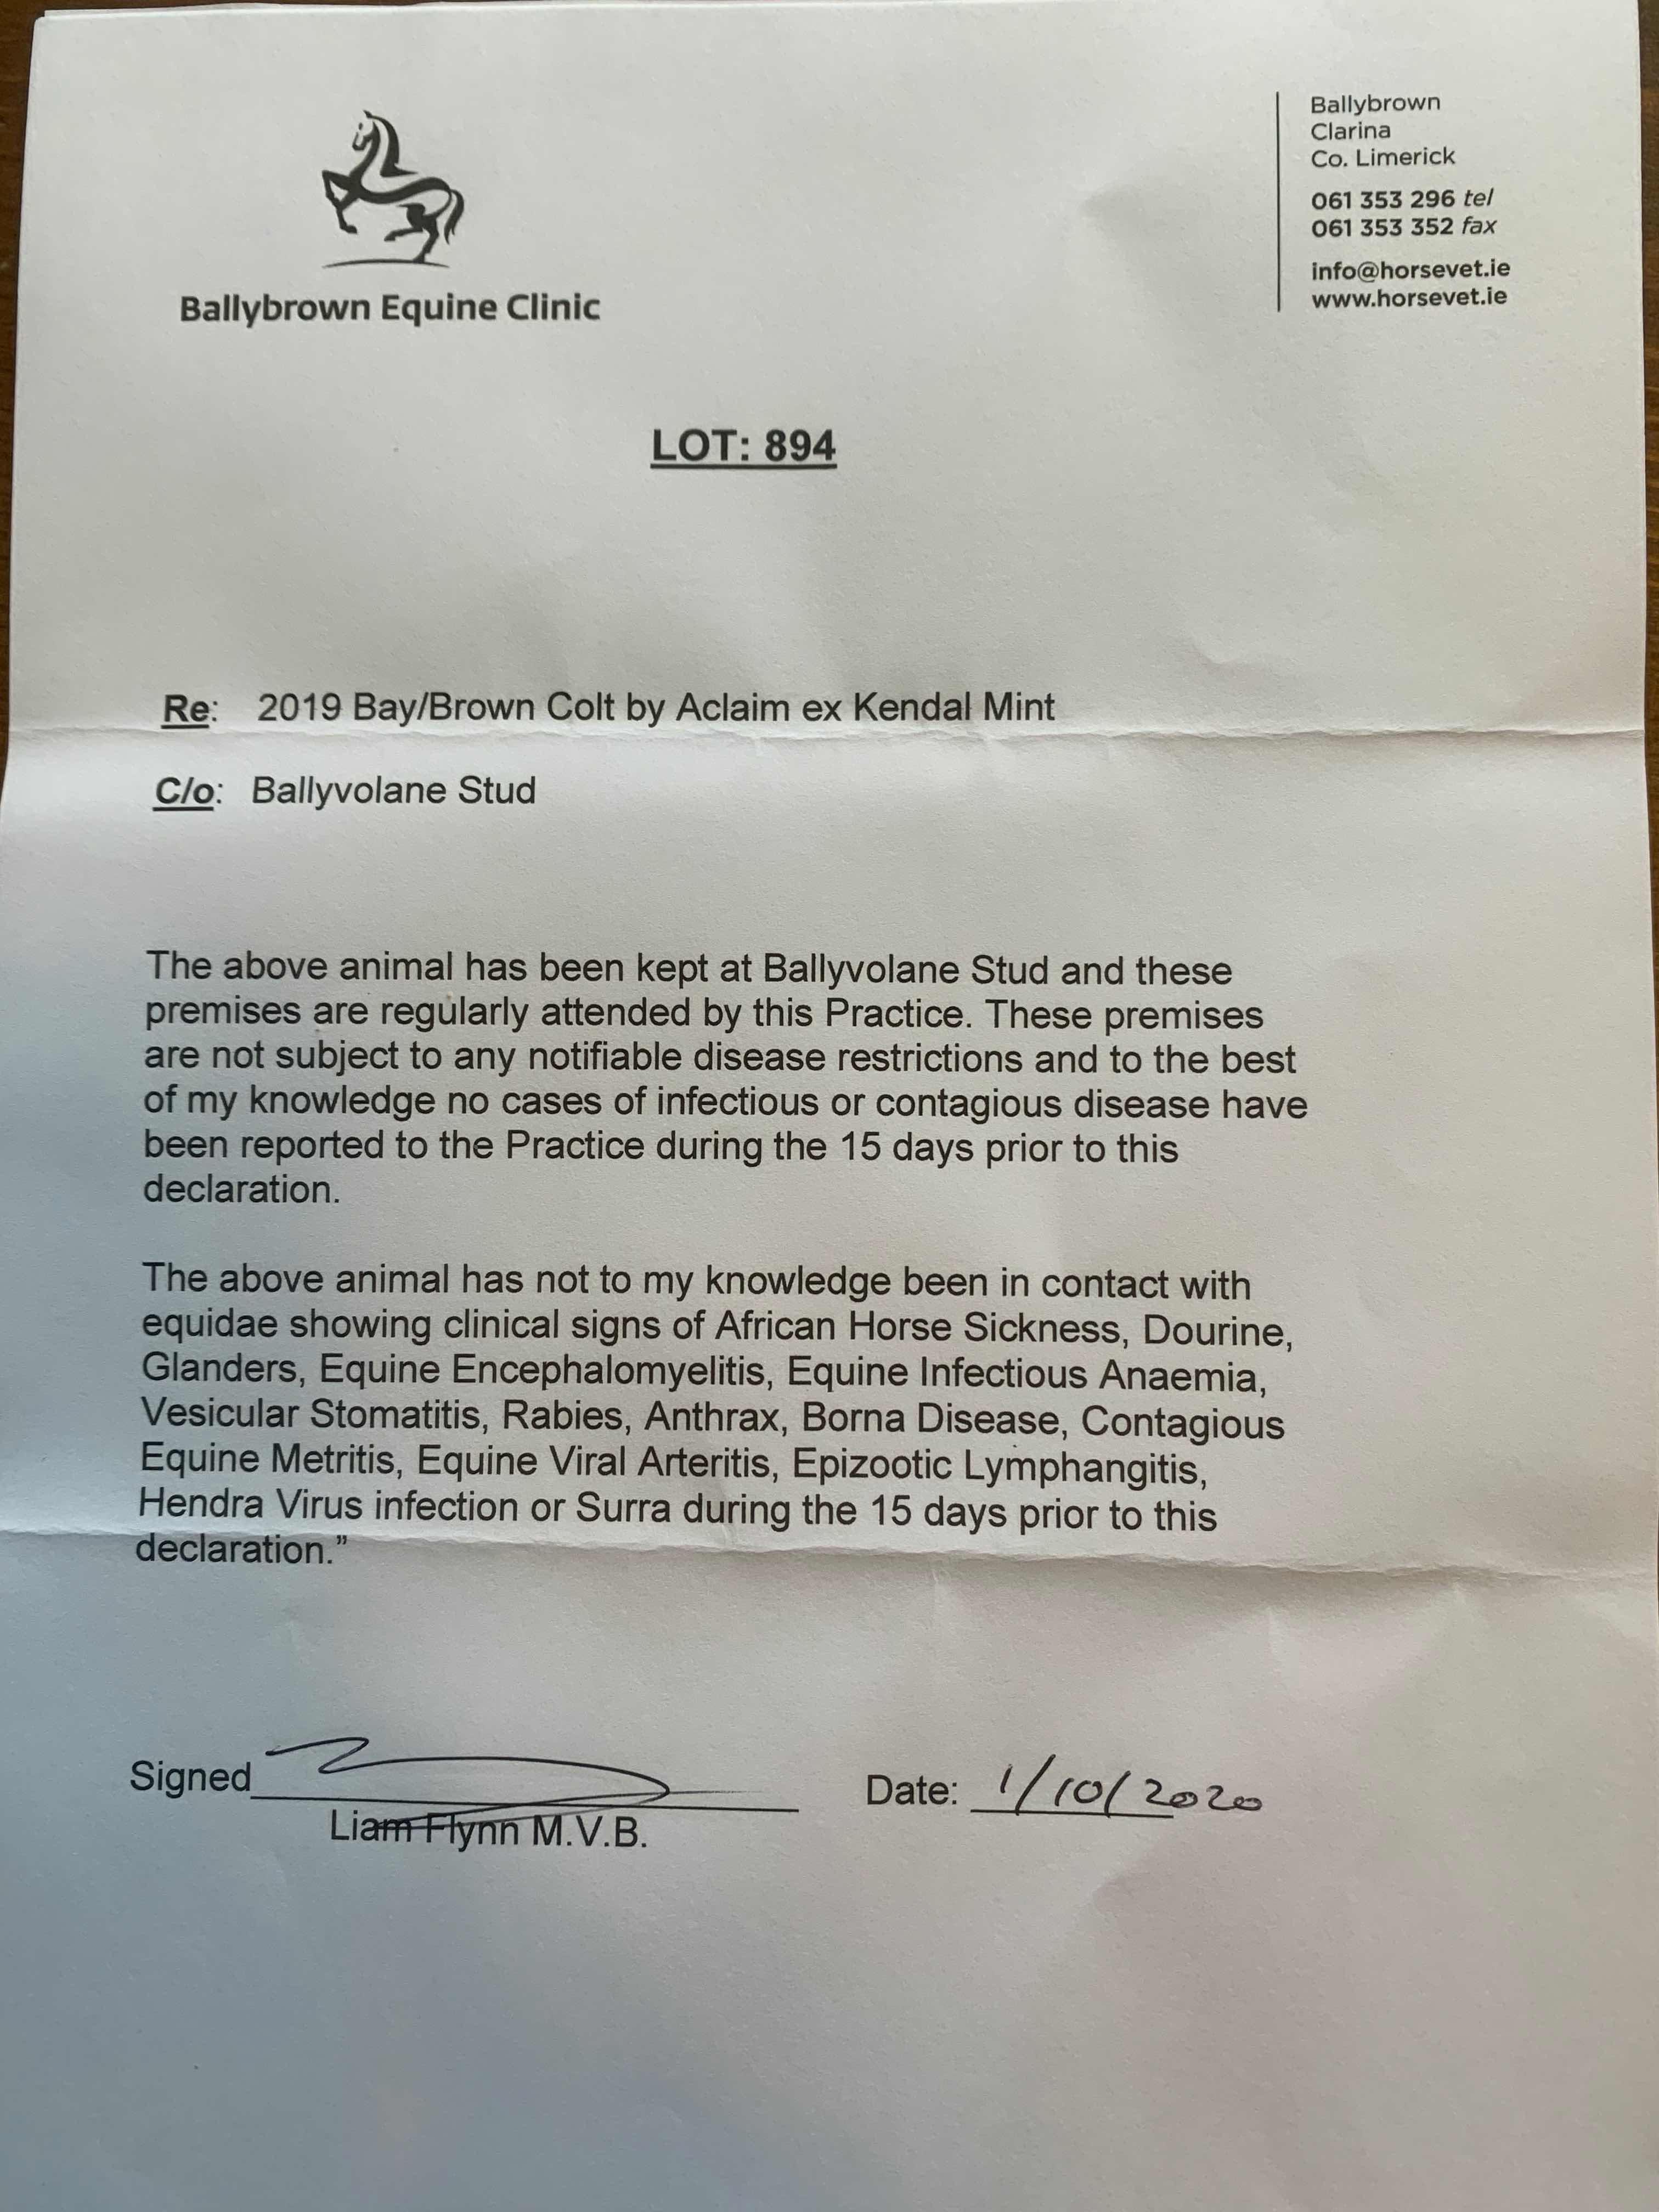 Ballybrown
Clarina
Co. Limerick
061 353 296 tel
061 353 352 fax
info@horsevet.ie
www.horsevet.ie
Ballybrown Equine Clinic
LOT: 894
Re: 2019 Bay/Brown Colt by Aclaim ex Kendal Mint
C/o: Ballyvolane Stud
The above animal has been kept at Ballyvolane Stud and these
premises are regularly attended by this Practice. These premises
are not subject to any notifiable disease restrictions and to the best
of my knowledge no cases of infectious or contagious disease have
been reported to the Practice during the 15 days prior to this
declaration.
The above animal has not to my knowledge been in contact with
equidae showing clinical signs of African Horse Sickness, Dourine,
Glanders, Equine Encephalomyelitis, Equine Infectious Anaemia,
Vesicular Stomatitis, Rabies, Anthrax, Borna Disease, Contagious
Equine Metritis, Equine Viral Arteritis, Epizootic Lymphangitis,
Hendra Virus infection or Surra during the 15 days prior to this
declaration.”
Signed Date: 1/10/2020
Liam Flynn M.V.B.